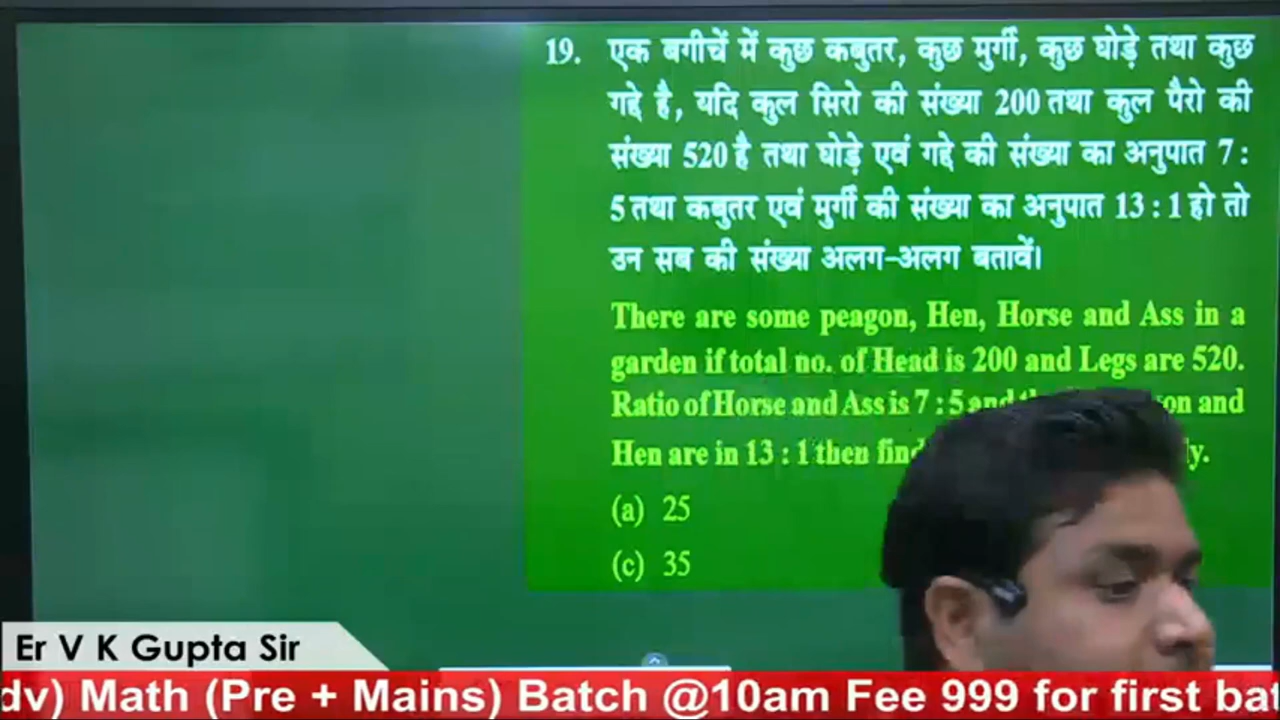 19. एक बगीचें में कुछ कबुतर, कुछ मुर्गी, कुछ घोड़े तथा कुछ
गद्दे है, यदि कुल सिरो की संख्या 200 तथा कुल पैरो की
संख्या 520 है तथा घोड़े एवं गद्दे की संख्या का अनुपात 7 :
5 तथा कबुतर एवं मुर्गी की संख्या का अनुपात 13 : 1 हो तो
उन सब की संख्या अलग-अलग बतावें।
There are some peagon, Hen, Horse and Ass in a
garden if total no. of Head is 200 and Legs are 520.
Ratio of Horse and Ass is 7 : 5 and and
Hen are in 13 : 1 then find
(a) 25
(c) 35
Er V K Gupta Sir
Math (Pre + Mains) Batch @10am Fee 999 for first